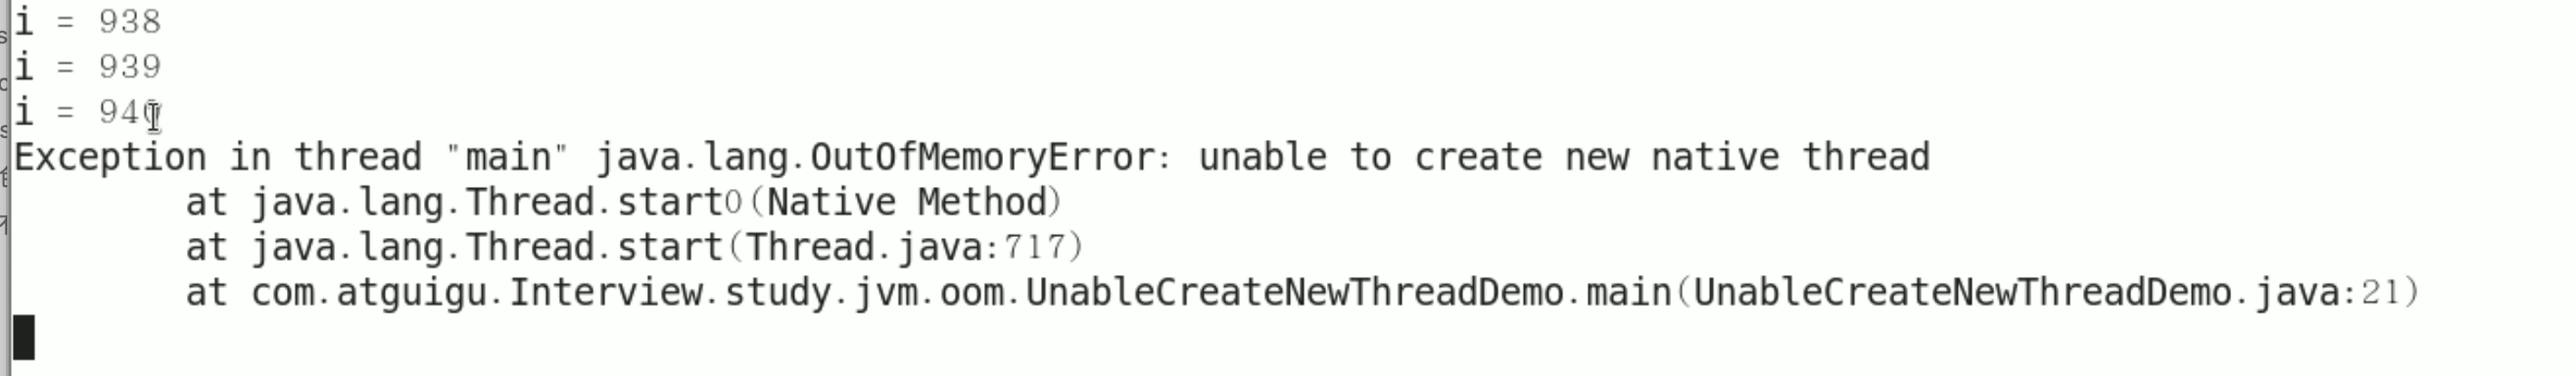 i = 938
i = 939
i = 940
Exception in thread "main" java.lang.OutOfMemoryError: unable to create new native thread
at java.lang.Thread.start0(Native Method)
at java.lang.Thread.start(Thread.java:717)
at com.atguigu.Interview.study.jvm.oom.UnableCreateNewThreadDemo.main(UnableCreateNewThreadDemo.java:21)